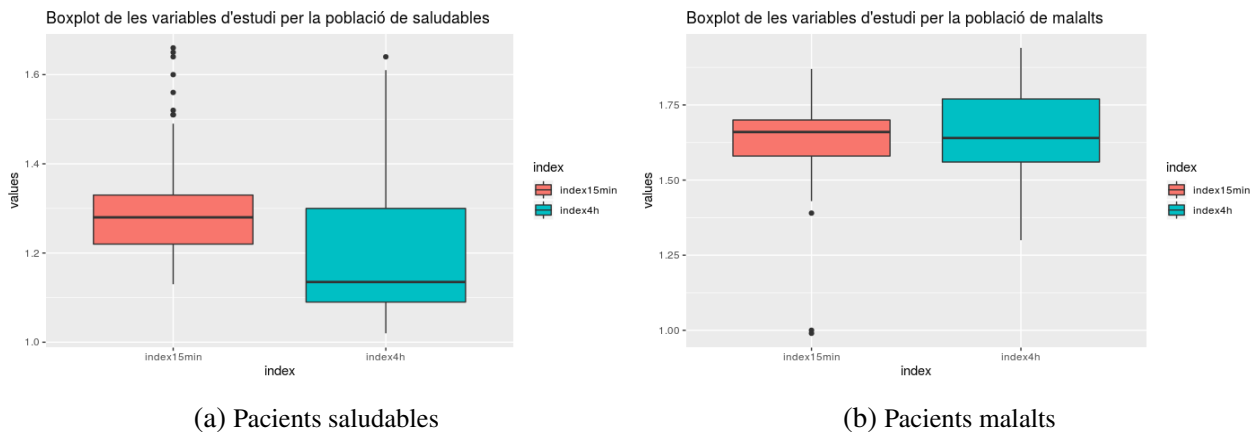 Boxplot de les variables d'estudi per la població de saludables
1.6
1.4
1.2
1.0
values
index15min
index4h
index
index
index15min
index4h
(a) Pacients saludables
Boxplot de les variables d'estudi per la població de malalts
1.75
1.50
1.25
1.00
values
index15min
index4h
index
index
index15min
index4h
(b) Pacients malalts